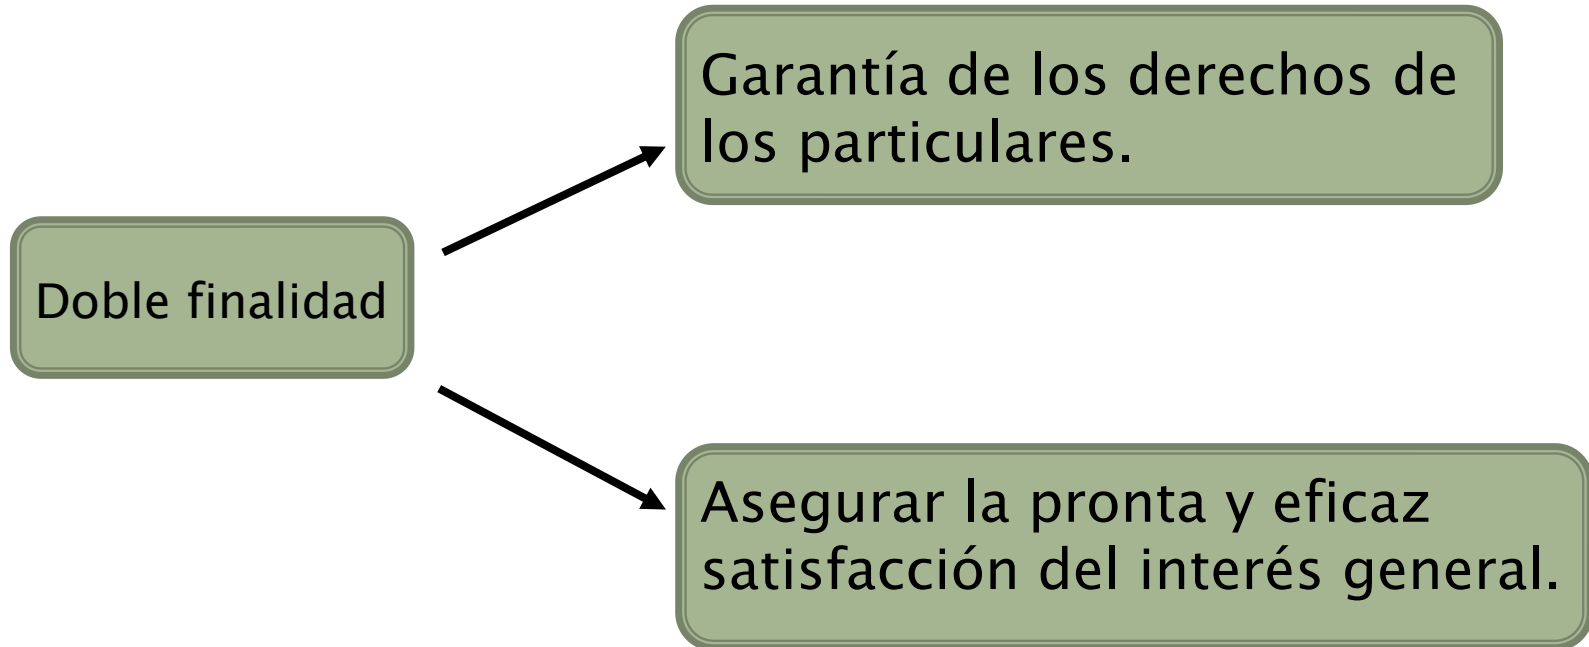 Garantía de los derechos de
los particulares.
Doble finalidad
Asegurar la pronta y eficaz
satisfacción del interés general.